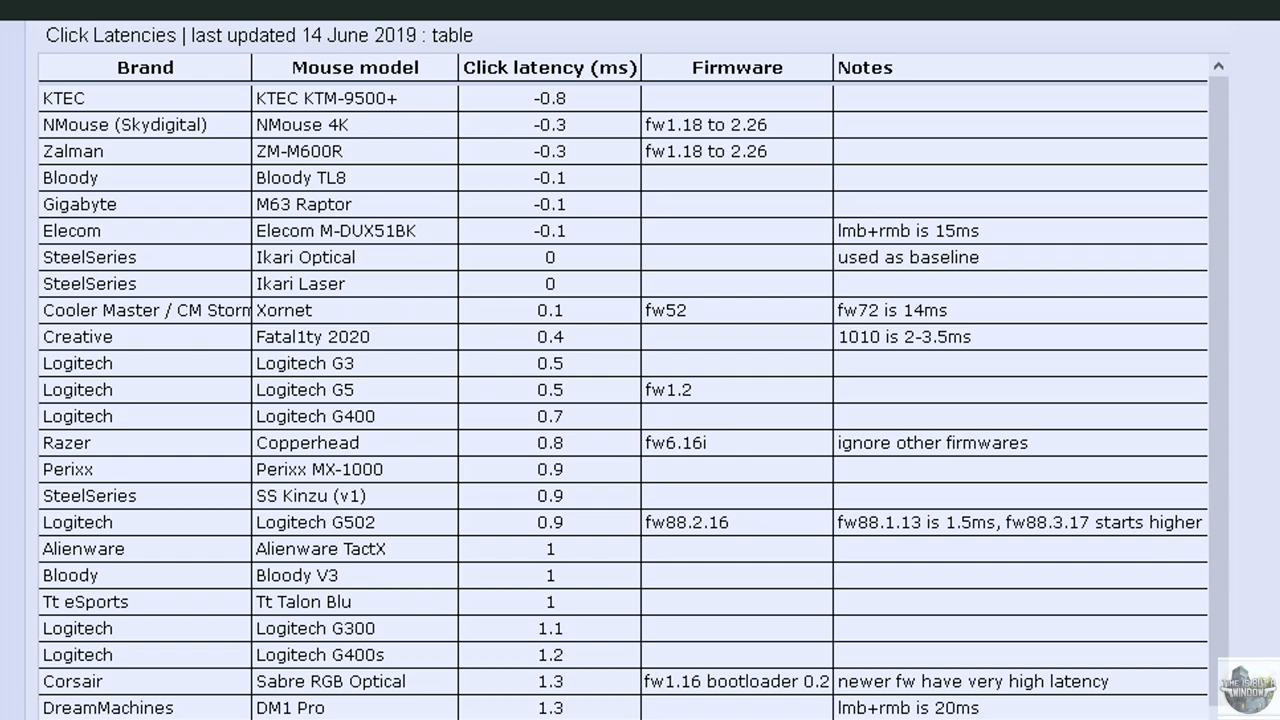 Click Latencies | last updated 14 June 2019 : table
Brand Mouse model Click latency (ms) Firmware Notes
KTEC KTEC KTM-9500+ -0.8
NMouse (Skydigital) NMouse 4K -0.3 fw1.18 to 2.26
Zalman ZM-M600R -0.3 fw1.18 to 2.26
Bloody Bloody TL8 -0.1
Gigabyte M63 Raptor -0.1
Elecom Elecom M-DUX51BK -0.1 lmb+rmb is 15ms
SteelSeries Ikari Optical 0 used as baseline
SteelSeries Ikari Laser 0
Cooler Master / CM Storm Xornet 0.1 fw52 fw72 is 14ms
Creative Fatal1ty 2020 0.4 1010 is 2-3.5ms
Logitech Logitech G3 0.5
Logitech Logitech G5 0.5 fw1.2
Logitech Logitech G400 0.7
Razer Copperhead 0.8 fw6.16i ignore other firmwares
Perixx Perixx MX-1000 0.9
SteelSeries SS Kinzu (v1) 0.9
Logitech Logitech G502 0.9 fw88.2.16 fw88.1.13 is 1.5ms, fw88.3.17 starts higher
Alienware Alienware TactX 1
Bloody Bloody V3 1
Tt eSports Tt Talon Blu 1
Logitech Logitech G300 1.1
Logitech Logitech G400s 1.2
Corsair Sabre RGB Optical 1.3 fw1.16 bootloader 0.2 newer fw have very high latency
DreamMachines DM1 Pro 1.3 lmb+rmb is 20ms
TIME IS BUT A
WINDOW